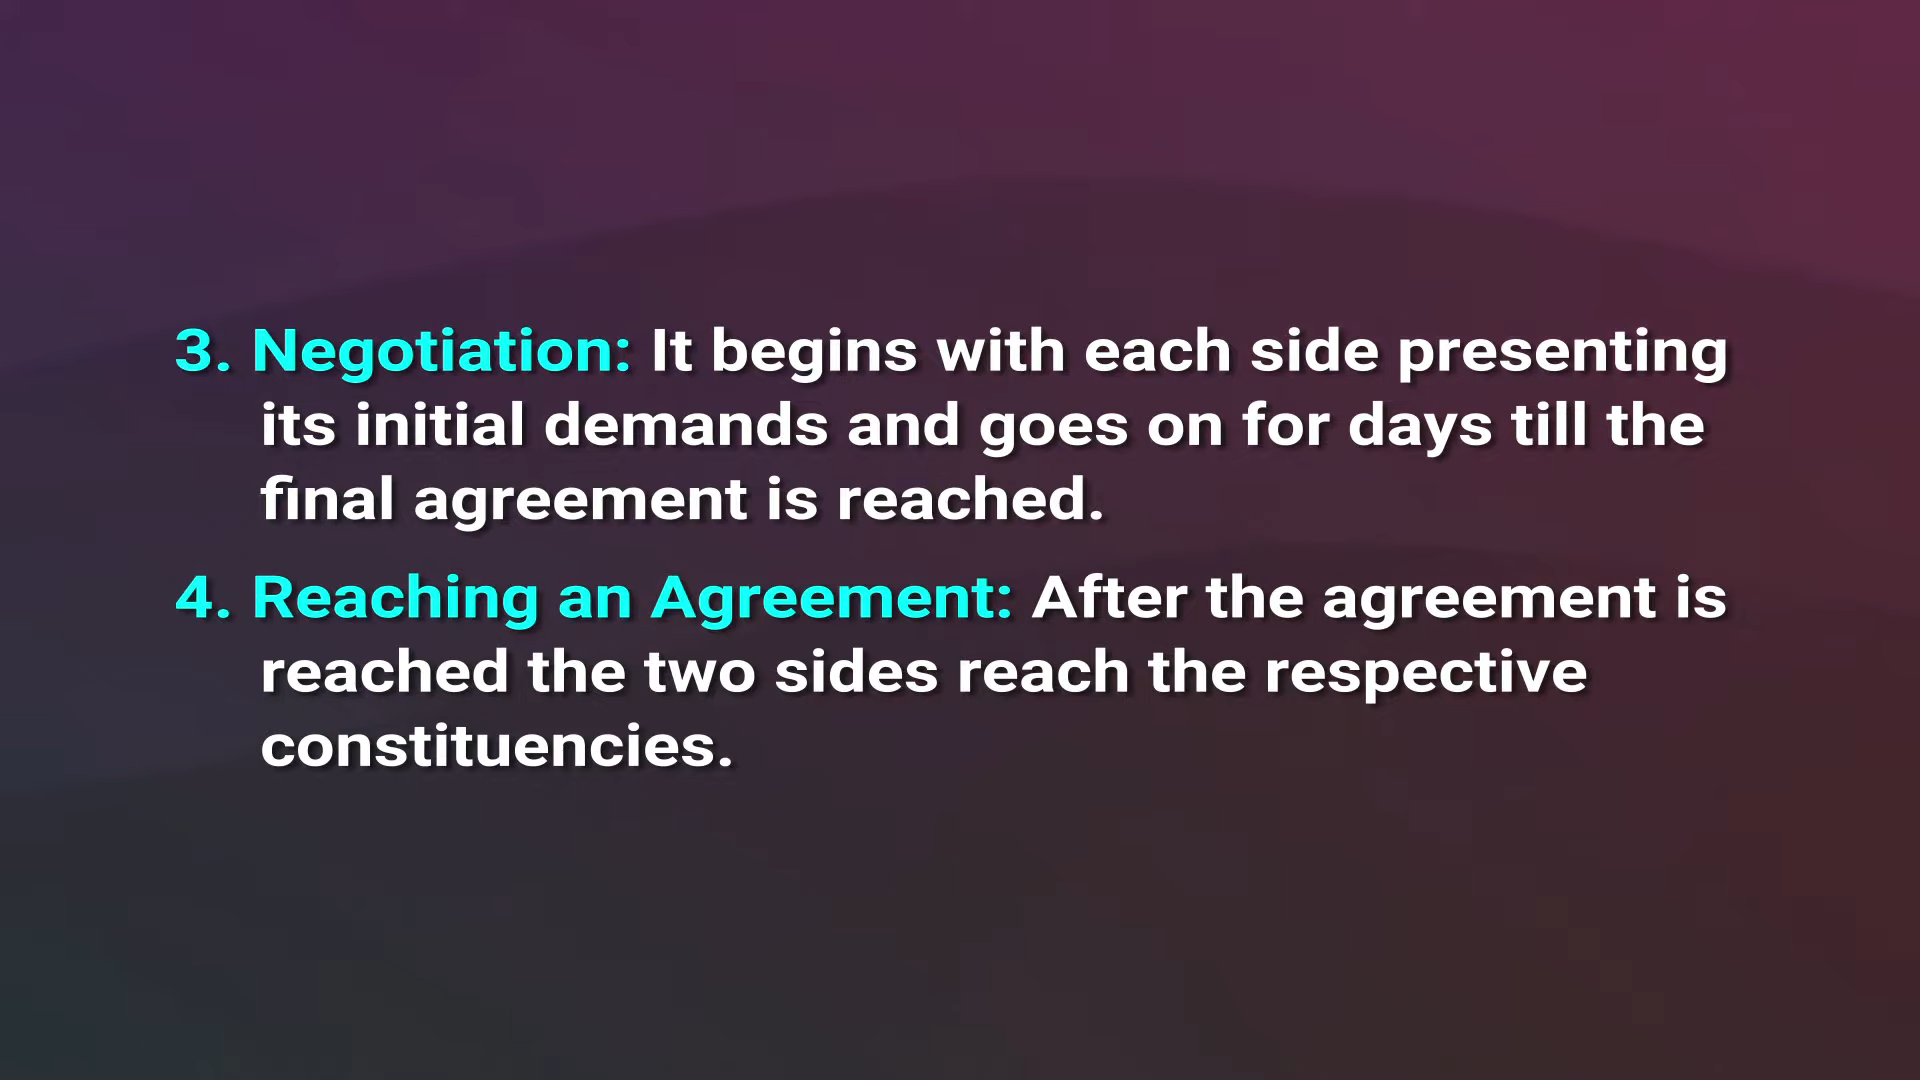 3. Negotiation: It begins with each side presenting
its initial demands and goes on for days till the
final agreement is reached.
4. Reaching an Agreement: After the agreement is
reached the two sides reach the respective
constituencies.